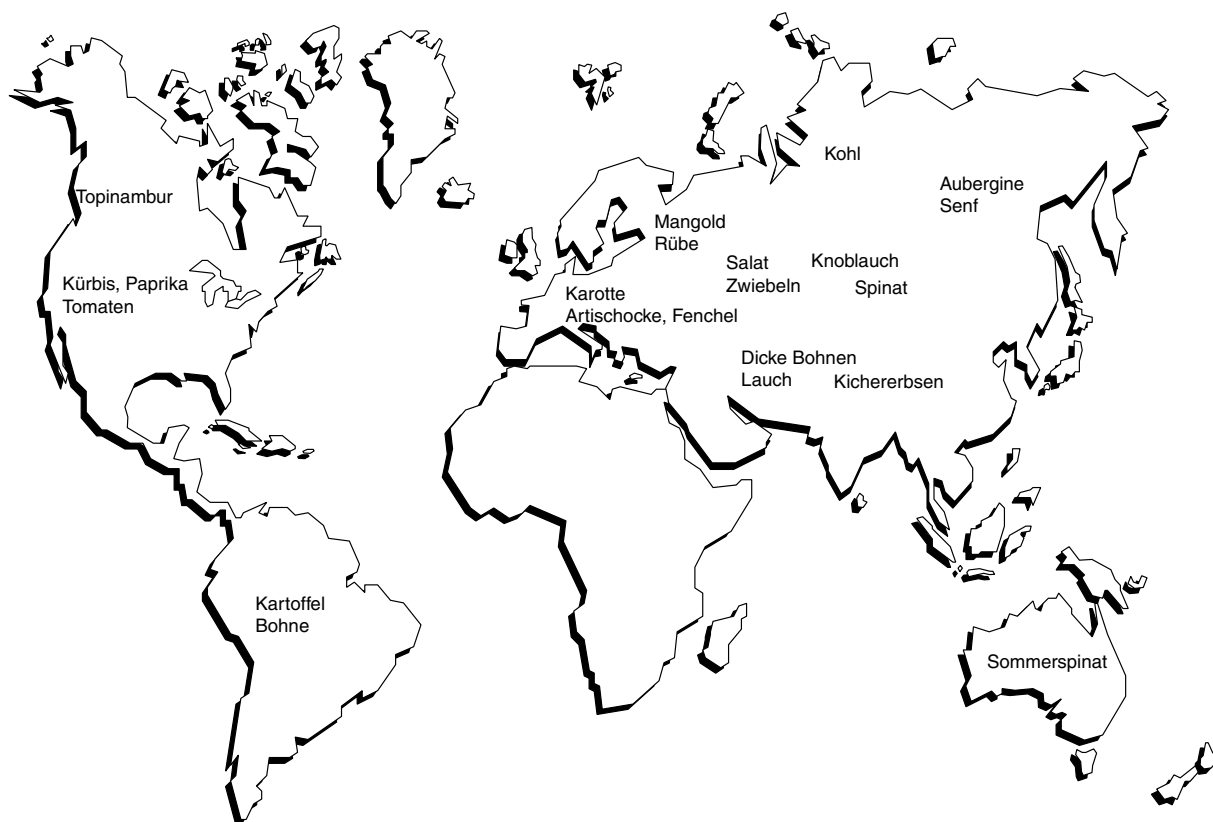 Kohl
Topinambur
Aubergine
Senf
Mangold
Rübe
Salat
Zwiebeln
Knoblauch
Spinat
Kürbis, Paprika
Tomaten
Karotte
Artischocke, Fenchel
Dicke Bohnen
Lauch
Kichererbsen
Kartoffel
Bohne
Sommerspinat